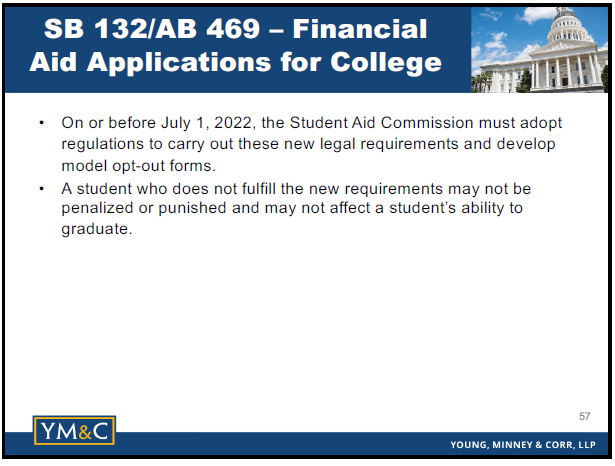 SB 132/AB 469 – Financial
Aid Applications for College
• On or before July 1, 2022, the Student Aid Commission must adopt
regulations to carry out these new legal requirements and develop
model opt-out forms.
• A student who does not fulfill the new requirements may not be
penalized or punished and may not affect a student’s ability to
graduate.
57
YM&C
YOUNG, MINNEY & CORR, LLP